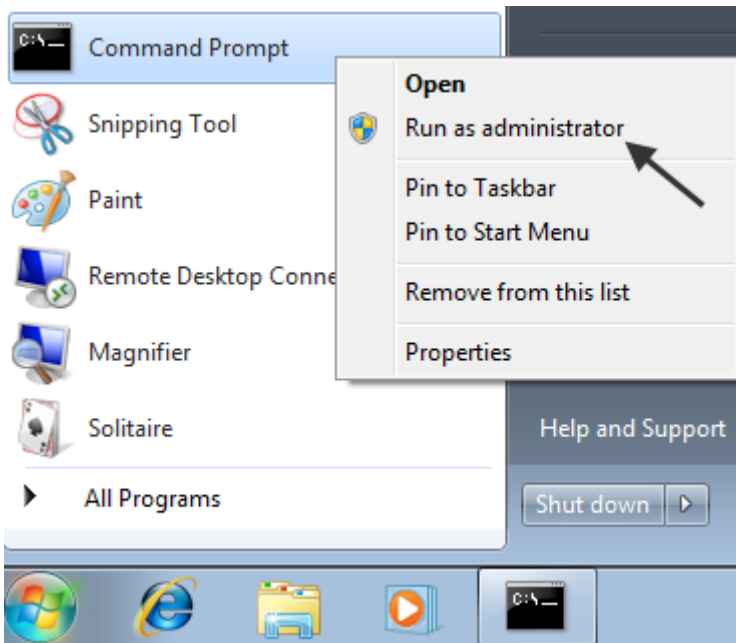 C:\
Command Prompt
Open
Run as administrator
Snipping Tool
Pin to Taskbar
Paint
Pin to Start Menu
Remote Desktop Conne
Remove from this list
Magnifier
Properties
Solitaire
Help and Support
All Programs
Shut down
C:\